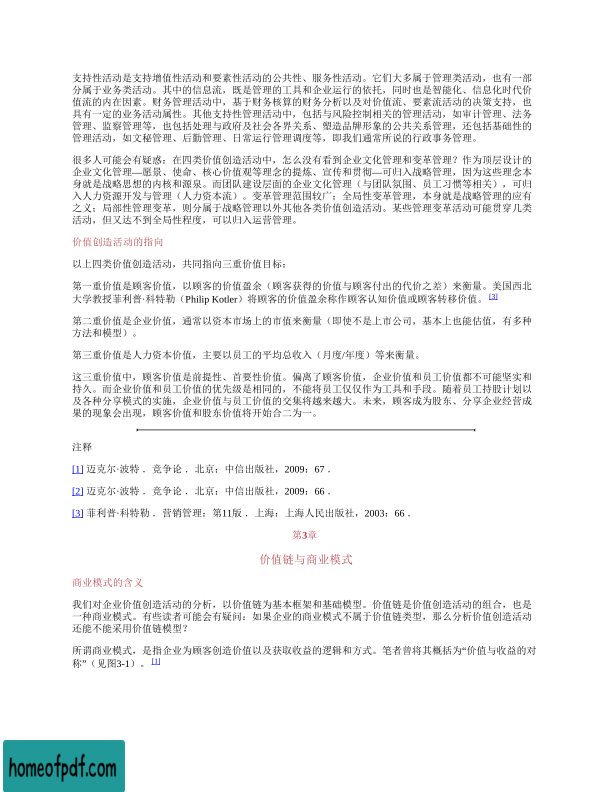 支持性活动是支持增值性活动和要素性活动的公共性、服务性活动。它们大多属于管理类活动，也有一部
分属于业务类活动。其中的信息流，既是管理的工具和企业运行的依托，同时也是智能化、信息化时代价
值流的内在因素。财务管理活动中，基于财务核算的财务分析以及对价值流、要素流活动的决策支持，也
具有一定的业务活动属性。其他支持性管理活动中，包括与风险控制相关的管理活动，如审计管理、法务
管理、监察管理等，也包括处理与政府及社会各界关系、塑造品牌形象的公共关系管理，还包括基础性的
管理活动，如文秘管理、后勤管理、日常运行管理调度等，即我们通常所说的行政事务管理。
很多人可能会有疑惑：在四类价值创造活动中，怎么没有看到企业文化管理和变革管理？作为顶层设计的
企业文化管理—愿景、使命、核心价值观等理念的提炼、宣传和贯彻—可归入战略管理，因为这些理念本
身就是战略思想的内核和源泉。而团队建设层面的企业文化管理（与团队氛围、员工习惯等相关），可归
入人力资源开发与管理（人力资本流）。变革管理范围较广：全局性变革管理，本身就是战略管理的应有
之义；局部性管理变革，则分属于战略管理以外其他各类价值创造活动。某些管理变革活动可能贯穿几类
活动，但又达不到全局性程度，可以归入运营管理。
价值创造活动的指向
以上四类价值创造活动，共同指向三重价值目标：
第一重价值是顾客价值，以顾客的价值盈余（顾客获得的价值与顾客付出的代价之差）来衡量。美国西北
大学教授菲利普·科特勒（Philip Kotler）将顾客的价值盈余称作顾客认知价值或顾客转移价值。 [3]
第二重价值是企业价值，通常以资本市场上的市值来衡量（即使不是上市公司，基本上也能估值，有多种
方法和模型）。
第三重价值是人力资本价值，主要以员工的平均总收入（月度/年度）等来衡量。
这三重价值中，顾客价值是前提性、首要性价值。偏离了顾客价值，企业价值和员工价值都不可能坚实和
持久。而企业价值和员工价值的优先级是相同的，不能将员工仅仅作为工具和手段。随着员工持股计划以
及各种分享模式的实施，企业价值与员工价值的交集将越来越大。未来，顾客成为股东、分享企业经营成
果的现象会出现，顾客价值和股东价值将开始合二为一。
注释
[1] 迈克尔·波特．竞争论．北京：中信出版社，2009：67．
[2] 迈克尔·波特．竞争论．北京：中信出版社，2009：66．
[3] 菲利普·科特勒．营销管理：第11版．上海：上海人民出版社，2003：66．
第3章
价值链与商业模式
商业模式的含义
我们对企业价值创造活动的分析，以价值链为基本框架和基础模型。价值链是价值创造活动的组合，也是
一种商业模式。有些读者可能会有疑问：如果企业的商业模式不属于价值链类型，那么分析价值创造活动
还能不能采用价值链模型？
所谓商业模式，是指企业为顾客创造价值以及获取收益的逻辑和方式。笔者曾将其概括为“价值与收益的对
称”（见图3-1）。 [1]
homeofpdf.com